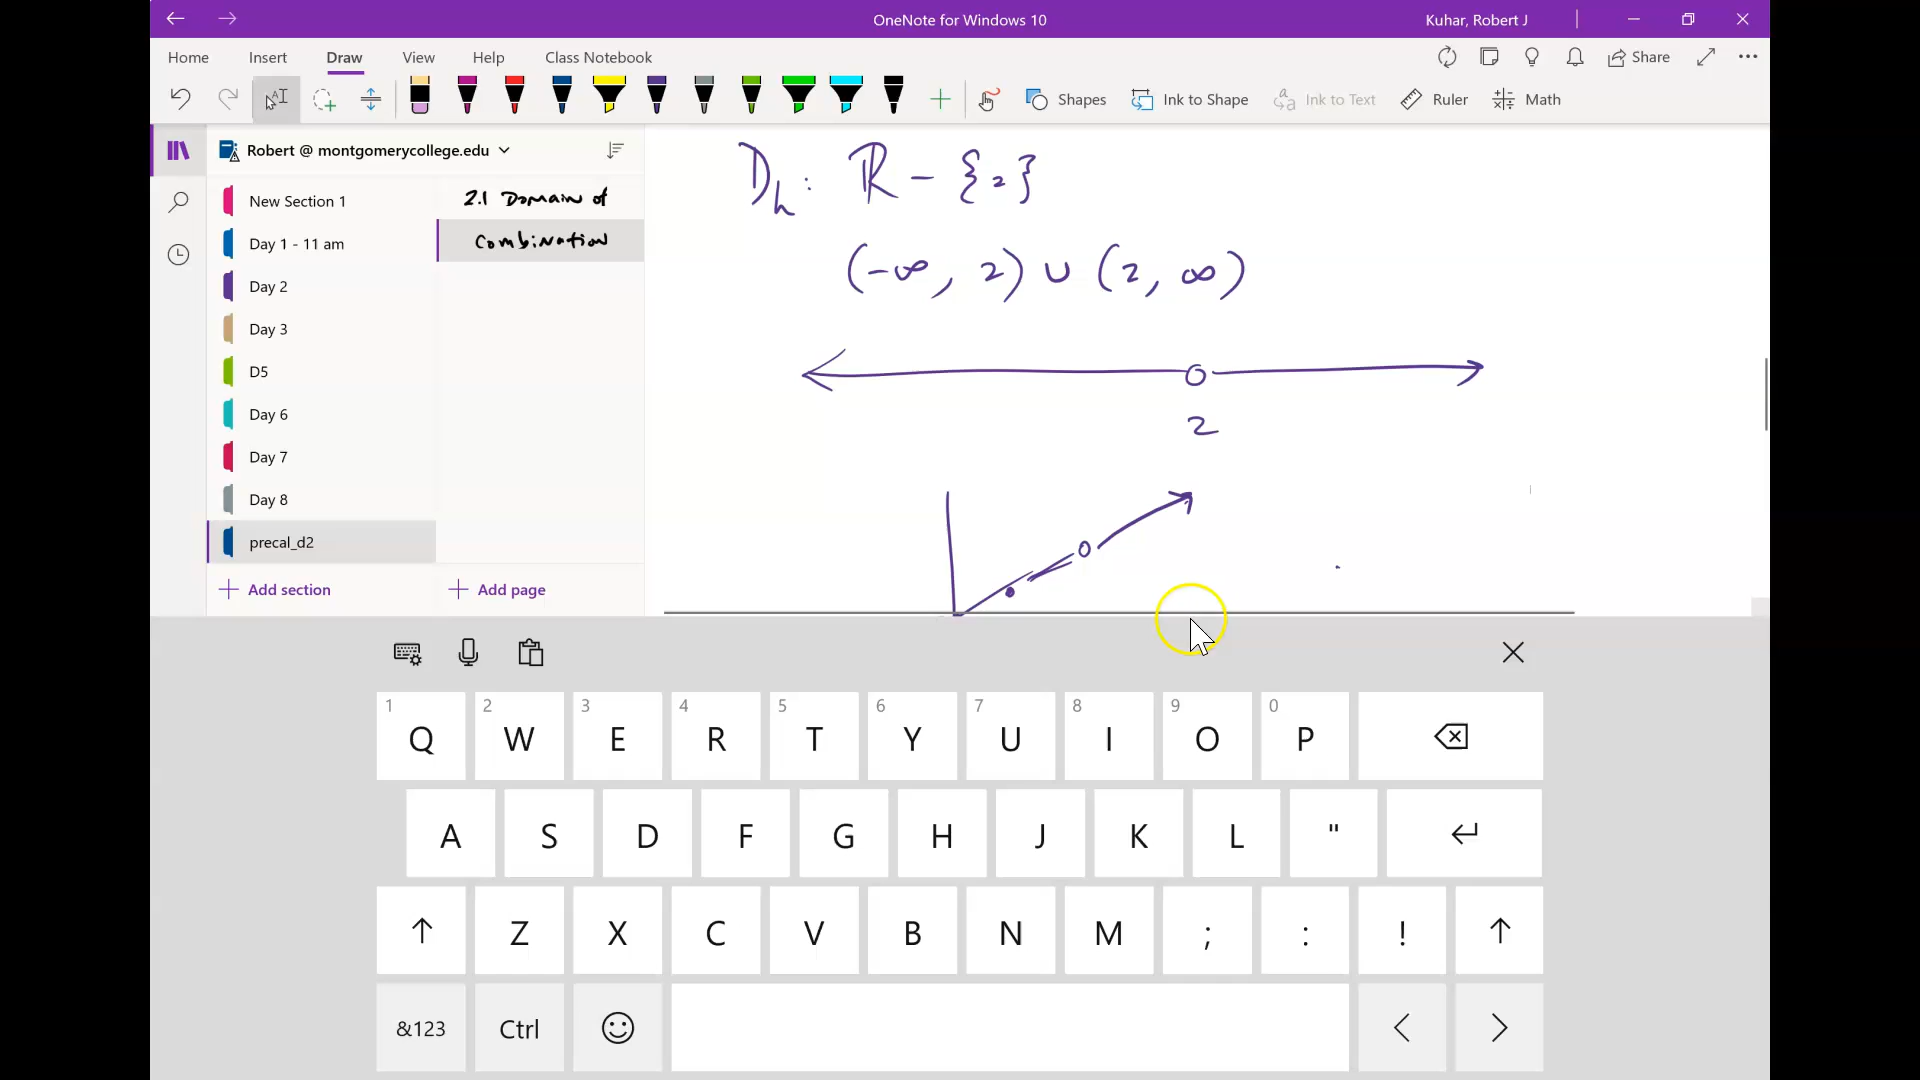 OneNote for Windows 10
Kuhar, Robert J
Home Insert Draw View Help Class Notebook
Share
Shapes Ink to Shape Ink to Text Ruler Math
Robert @ montgomerycollege.edu
New Section 1
Day 1 - 11 am
Day 2
Day 3
D5
Day 6
Day 7
Day 8
precal_d2
Add section
2.1 Domain of
Combination
Add page
D_h: ℝ - {2}
(-∞, 2) ∪ (2, ∞)
2
1 Q 2 W 3 E 4 R 5 T 6 Y 7 U 8 I 9 O 0 P
A S D F G H J K L "
Z X C V B N M ; : !
&123 Ctrl